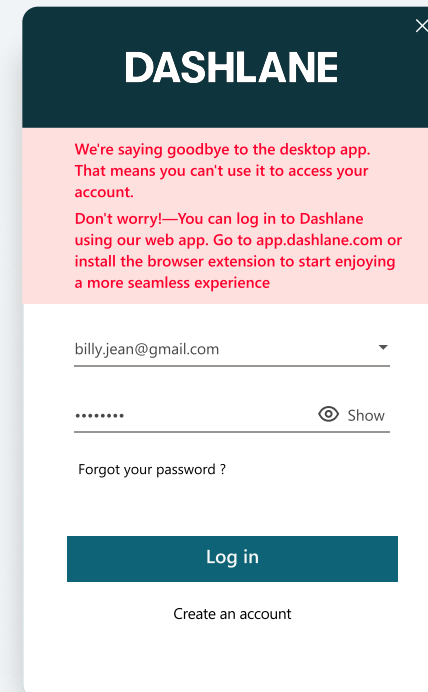 DASHLANE
We're saying goodbye to the desktop app.
That means you can't use it to access your
account.
Don't worry!—You can log in to Dashlane
using our web app. Go to app.dashlane.com or
install the browser extension to start enjoying
a more seamless experience
billy.jean@gmail.com
•••••••• Show
Forgot your password ?
Log in
Create an account